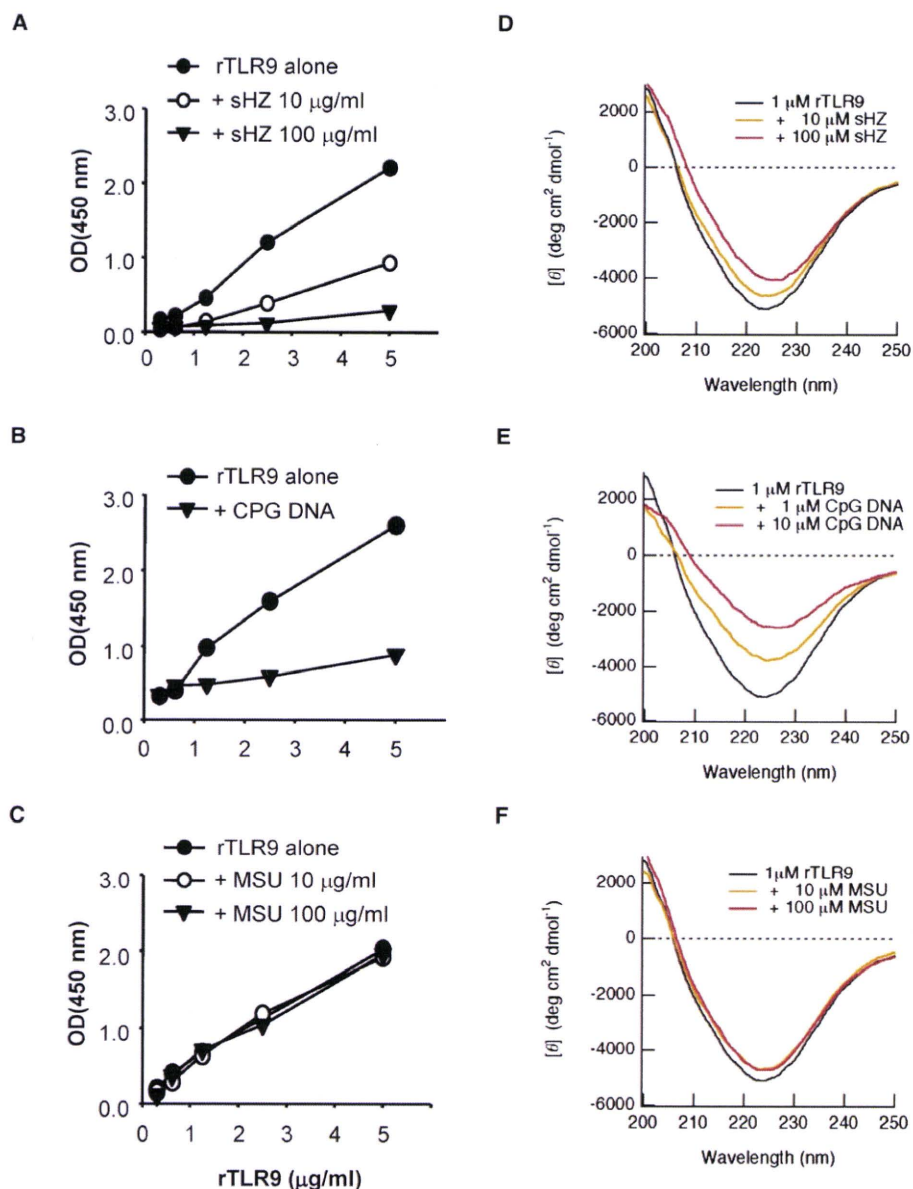 A
rTLR9 alone
+ sHZ 10 μg/ml
+ sHZ 100 μg/ml
3.0
2.0
1.0
0.0
OD(450 nm)
0 1 2 3 4 5
B
rTLR9 alone
+ CPG DNA
3.0
2.0
1.0
0.0
OD(450 nm)
0 1 2 3 4 5
C
rTLR9 alone
+ MSU 10 μg/ml
+ MSU 100 μg/ml
3.0
2.0
1.0
0.0
OD(450 nm)
0 1 2 3 4 5
rTLR9 (μg/ml)
D
1 μM rTLR9
+ 10 μM sHZ
+ 100 μM sHZ
2000
0
-2000
-4000
-6000
[θ] (deg cm² dmol⁻¹)
200 210 220 230 240 250
Wavelength (nm)
E
1 μM rTLR9
+ 1 μM CpG DNA
+ 10 μM CpG DNA
2000
0
-2000
-4000
-6000
[θ] (deg cm² dmol⁻¹)
200 210 220 230 240 250
Wavelength (nm)
F
1μM rTLR9
+ 10 μM MSU
+ 100 μM MSU
2000
0
-2000
-4000
-6000
[θ] (deg cm² dmol⁻¹)
200 210 220 230 240 250
Wavelength (nm)